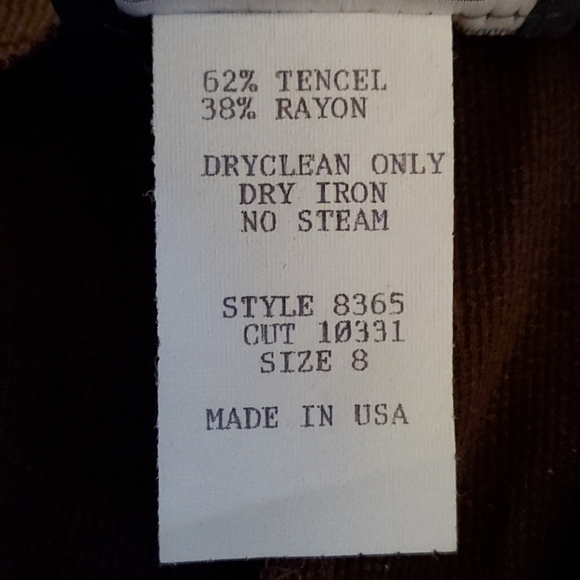 62% TENCEL
38% RAYON
DRYCLEAN ONLY
DRY IRON
NO STEAM
STYLE 8365
CUT 10331
SIZE 8
MADE IN USA